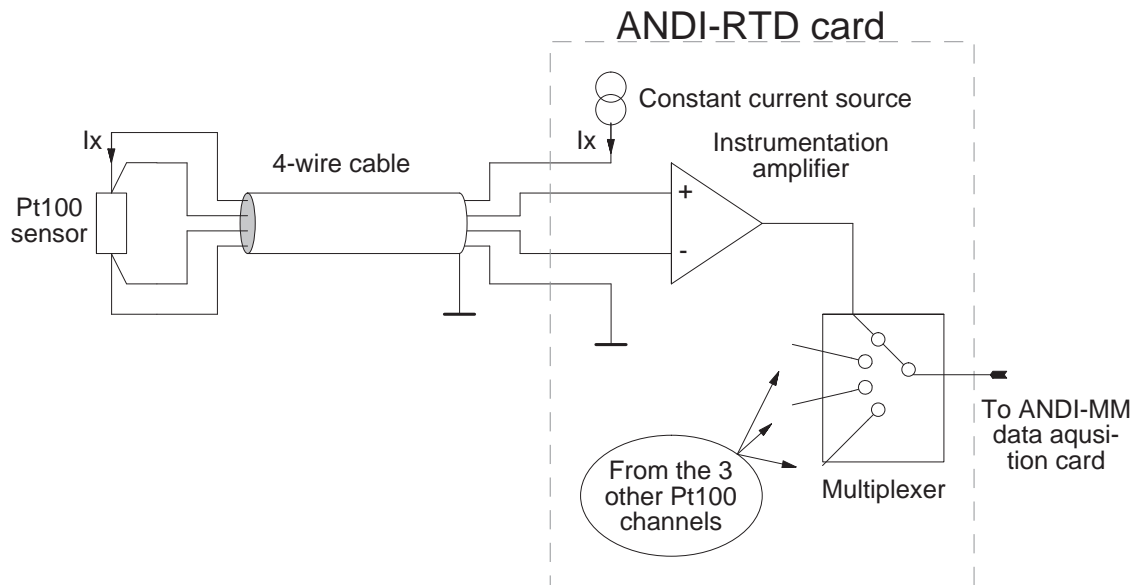 ANDI-RTD card
Constant current source
Ix
Ix
Instrumentation
amplifier
4-wire cable
Pt100
sensor
+
-
To ANDI-MM
data aqusi-
tion card
From the 3
other Pt100
channels
Multiplexer